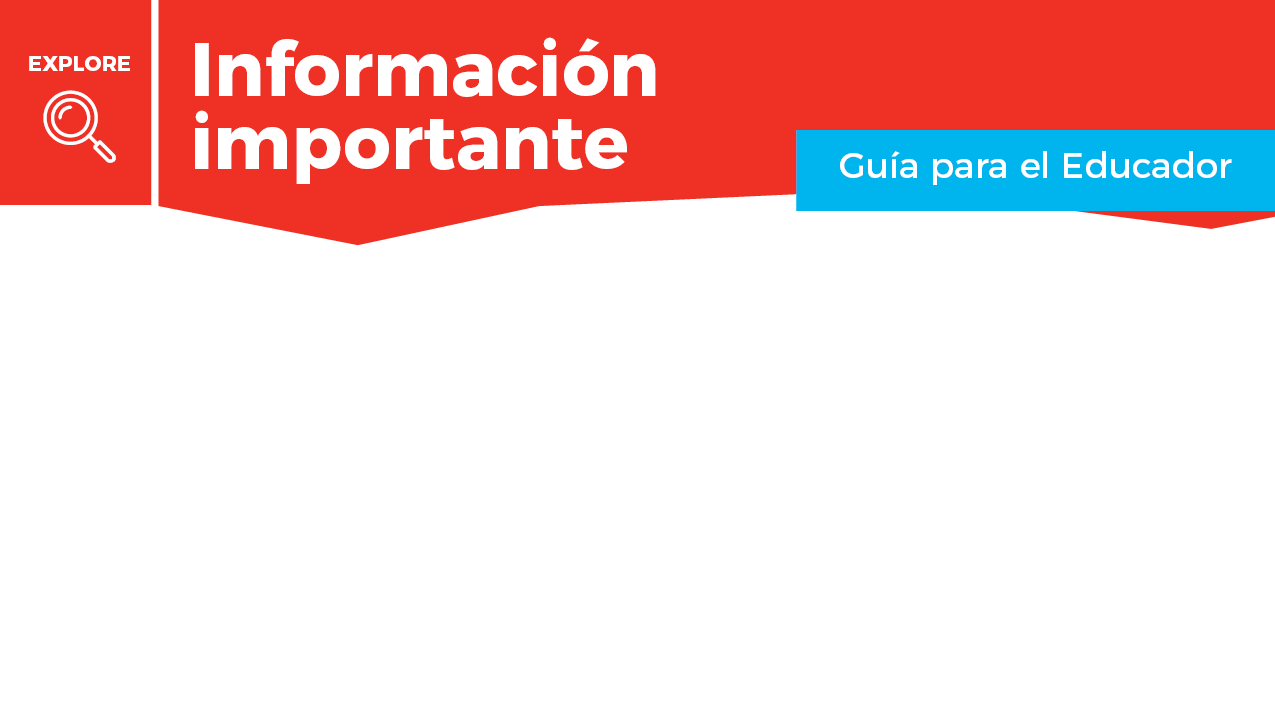 EXPLORE
Información
importante
Guía para el Educador